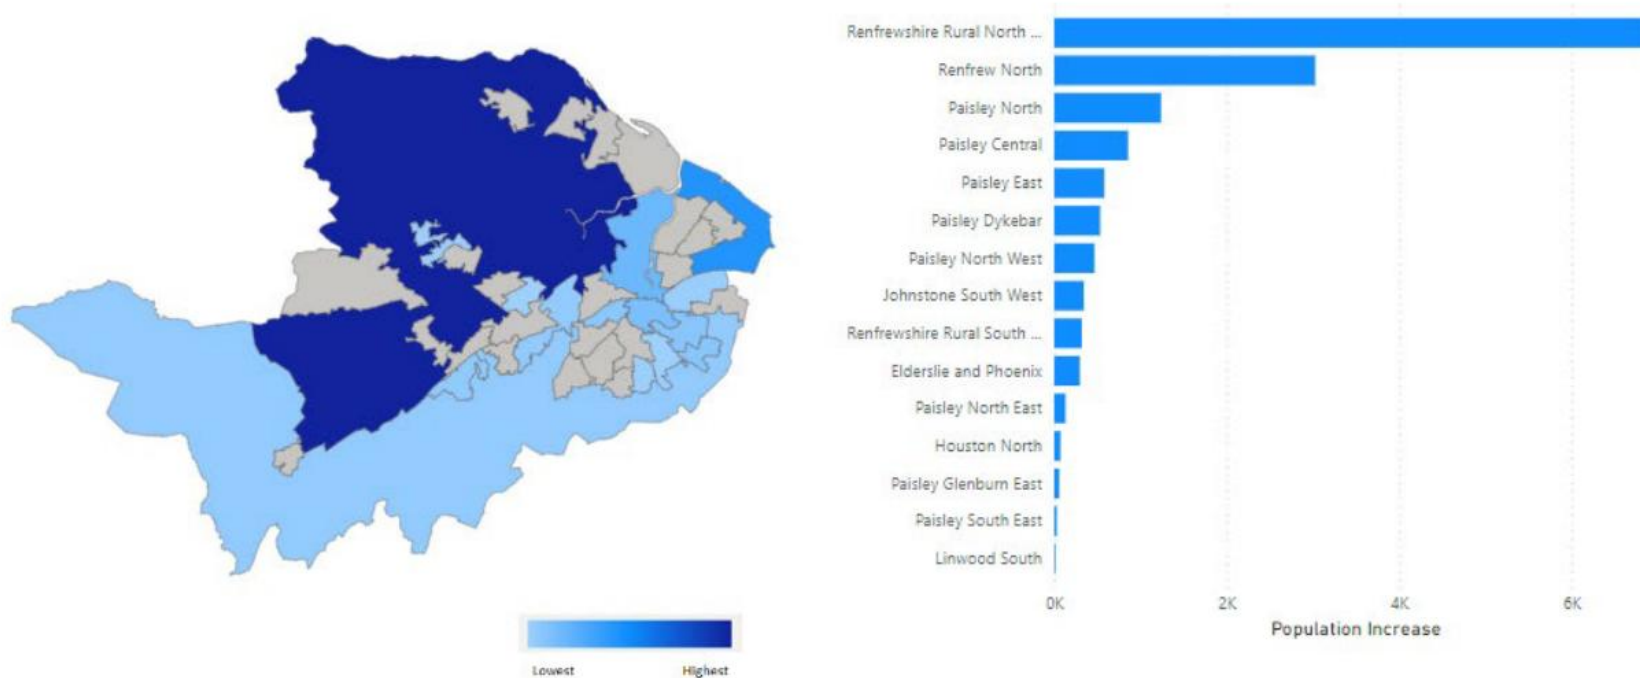 Renfrewshire Rural North ...
Renfrew North
Paisley North
Paisley Central
Paisley East
Paisley Dykebar
Paisley North West
Johnstone South West
Renfrewshire Rural South ...
Elderslie and Phoenix
Paisley North East
Houston North
Paisley Glenburn East
Paisley South East
Linwood South
0K 2K 4K 6K
Population Increase
Lowest Highest